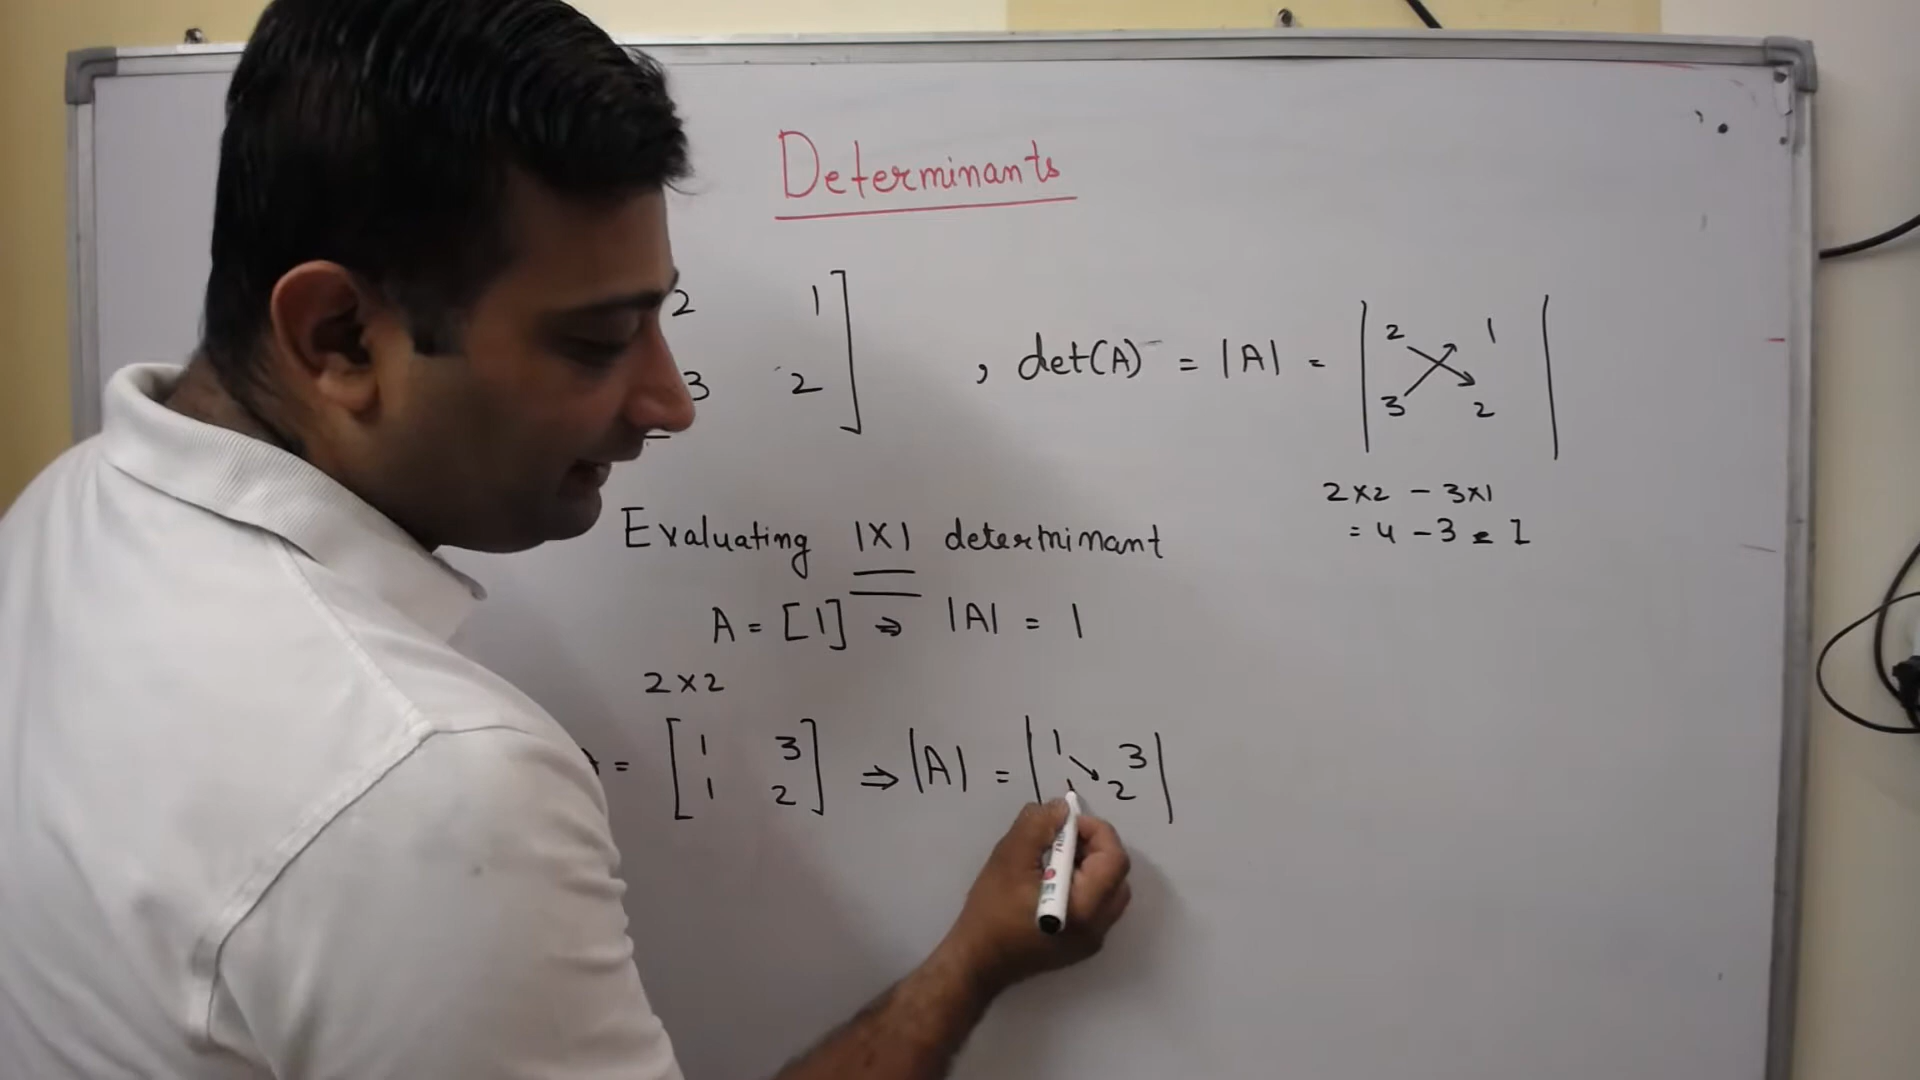 Determinants
2 1
3 2 ]
, det(A) = |A| = | 2 1
3 2 |
2x2 - 3x1
= 4 - 3 = 1
Evaluating 1X1 determinant
A = [1] ⇒ |A| = 1
2x2
= [ 1 3
1 2 ] ⇒ |A| = | 1 3
1 2 |